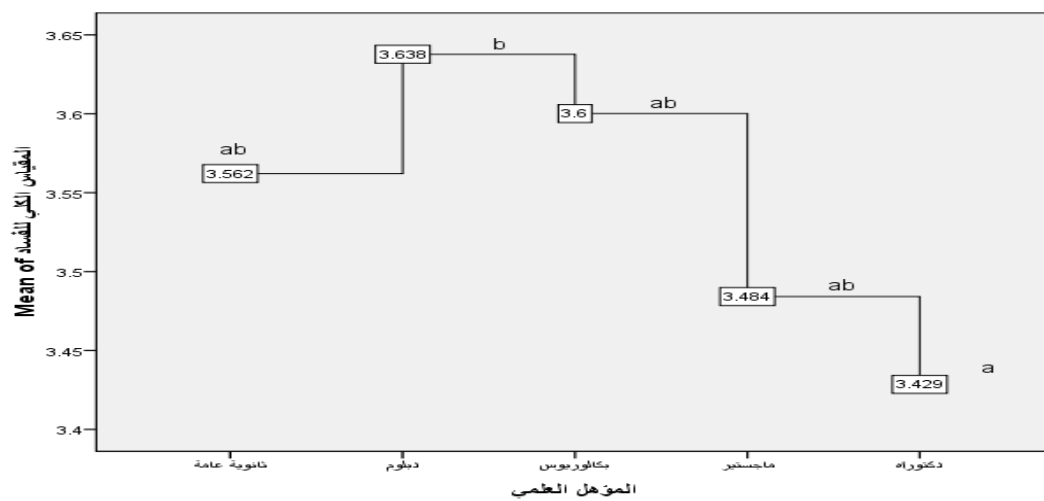 3.65
3.6
3.55
3.5
3.45
3.4
Mean of المقياس الكلي للفساد
ab
3.562
3.638
b
3.6
ab
3.484
ab
3.429
a
ثانوية عامة
دبلوم
بكالوريوس
ماجستير
دكتوراه
المؤهل العلمي